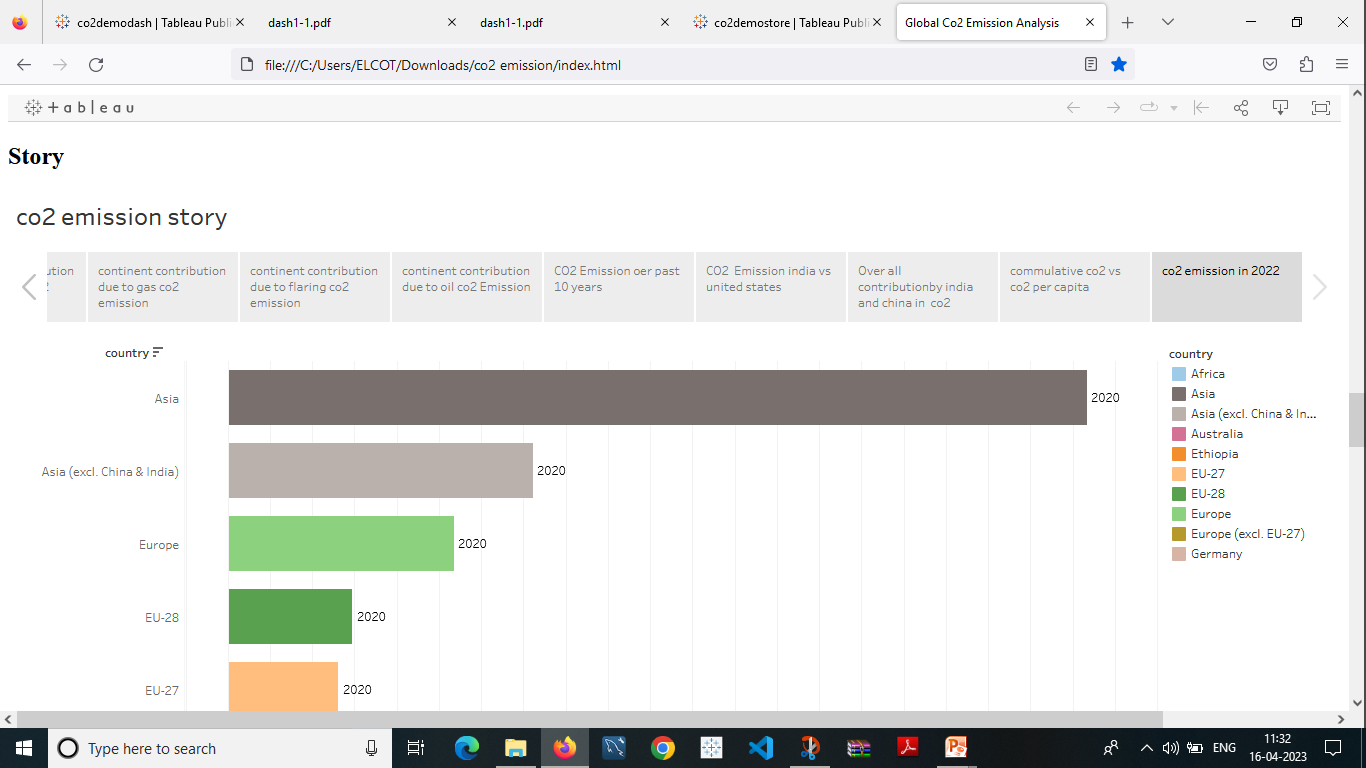 co2demodash | Tableau Publi
dash1-1.pdf
dash1-1.pdf
co2demostore | Tableau Publi
Global Co2 Emission Analysis
file:///C:/Users/ELCOT/Downloads/co2 emission/index.html
+ a b | e a u
Story
co2 emission story
ution
2
continent contribution
due to gas co2
emission
continent contribution
due to flaring co2
emission
continent contribution
due to oil co2 Emission
CO2 Emission oer past
10 years
CO2 Emission india vs
united states
Over all
contributionby india
and china in co2
commulative co2 vs
co2 per capita
co2 emission in 2022
country
Asia
2020
Asia (excl. China & India)
2020
Europe
2020
EU-28
2020
EU-27
2020
country
Africa
Asia
Asia (excl. China & In...
Australia
Ethiopia
EU-27
EU-28
Europe
Europe (excl. EU-27)
Germany
Type here to search
ENG
11:32
16-04-2023